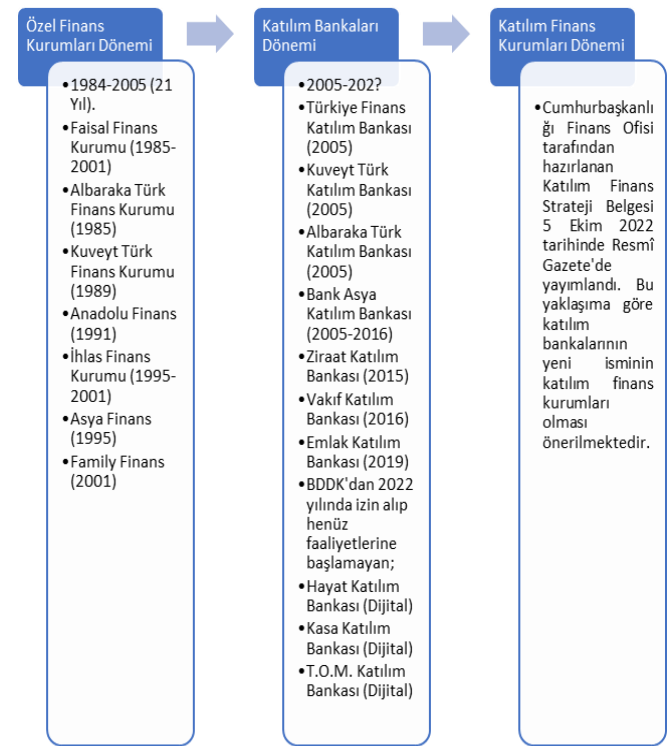 Özel Finans
Kurumları Dönemi
•1984-2005 (21
Yıl).
•Faisal Finans
Kurumu (1985-
2001)
•Albaraka Türk
Finans Kurumu
(1985)
•Kuveyt Türk
Finans Kurumu
(1989)
•Anadolu Finans
(1991)
•İhlas Finans
Kurumu (1995-
2001)
•Asya Finans
(1995)
•Family Finans
(2001)
Katılım Bankaları
Dönemi
•2005-202?
•Türkiye Finans
Katılım Bankası
(2005)
•Kuveyt Türk
Katılım Bankası
(2005)
•Albaraka Türk
Katılım Bankası
(2005)
•Bank Asya
Katılım Bankası
(2005-2016)
•Ziraat Katılım
Bankası (2015)
•Vakıf Katılım
Bankası (2016)
•Emlak Katılım
Bankası (2019)
•BDDK'dan 2022
yılında izin alıp
henüz
faaliyetlerine
başlamayan;
•Hayat Katılım
Bankası (Dijital)
•Kasa Katılım
Bankası (Dijital)
•T.O.M. Katılım
Bankası (Dijital)
Katılım Finans
Kurumları Dönemi
•Cumhurbaşkanlı
ğı Finans Ofisi
tarafından
hazırlanan
Katılım Finans
Strateji Belgesi
5 Ekim 2022
tarihinde Resmî
Gazete'de
yayımlandı. Bu
yaklaşıma göre
katılım
bankalarının
yeni isminin
katılım finans
kurumları
olması
önerilmektedir.